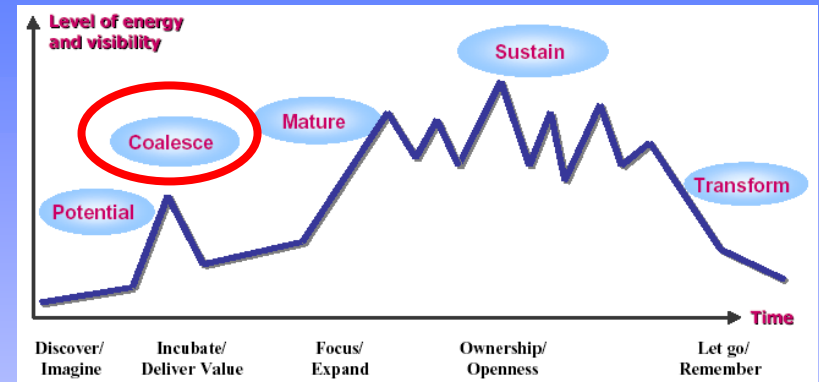 Level of energy
and visibility
Sustain
Mature
Coalesce
Transform
Potential
Time
Discover/ Incubate/ Focus/ Ownership/ Let go/
Imagine Deliver Value Expand Openness Remember